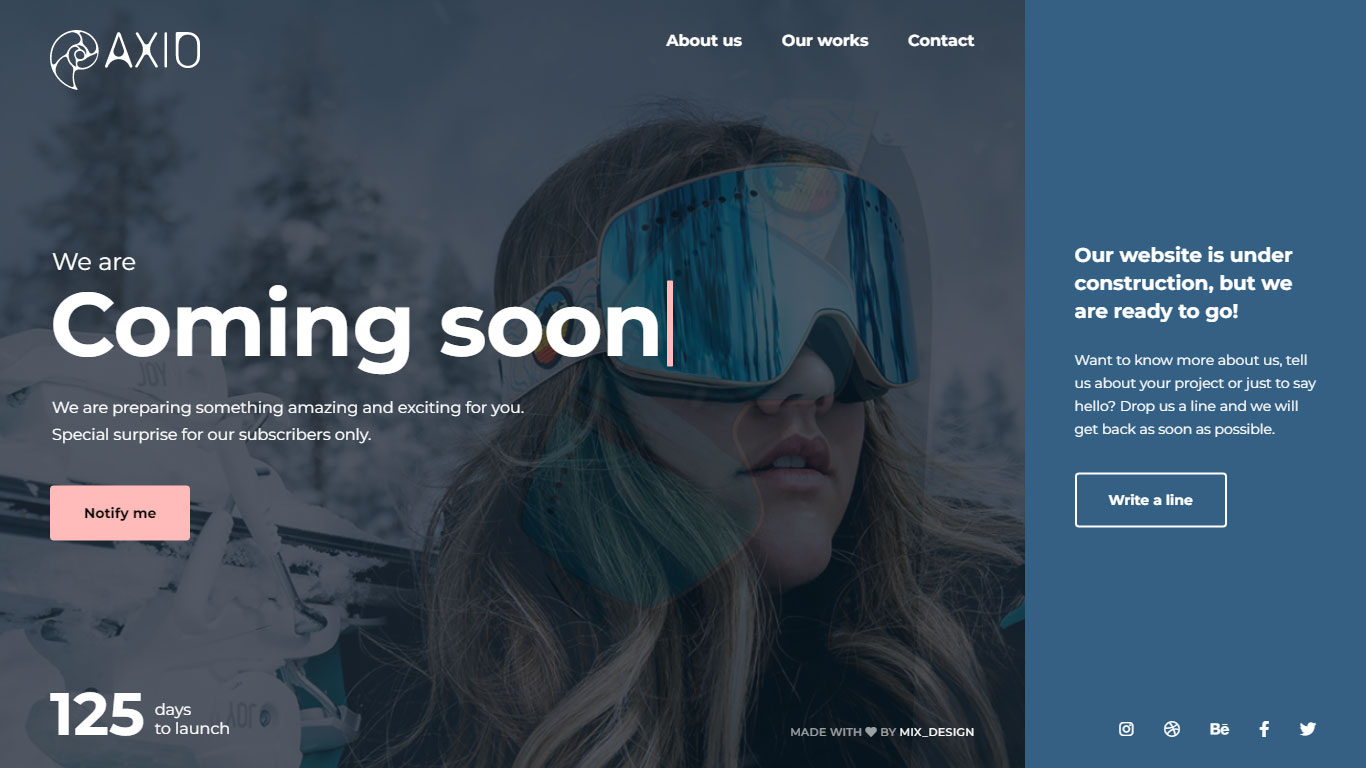 AXIO
About us
Our works
Contact
We are
Coming soon
We are preparing something amazing and exciting for you.
Special surprise for our subscribers only.
Notify me
125
days
to launch
MADE WITH BY MIX_DESIGN
Our website is under
construction, but we
are ready to go!
Want to know more about us, tell
us about your project or just to say
hello? Drop us a line and we will
get back as soon as possible.
Write a line
Bē
JOY
JOY